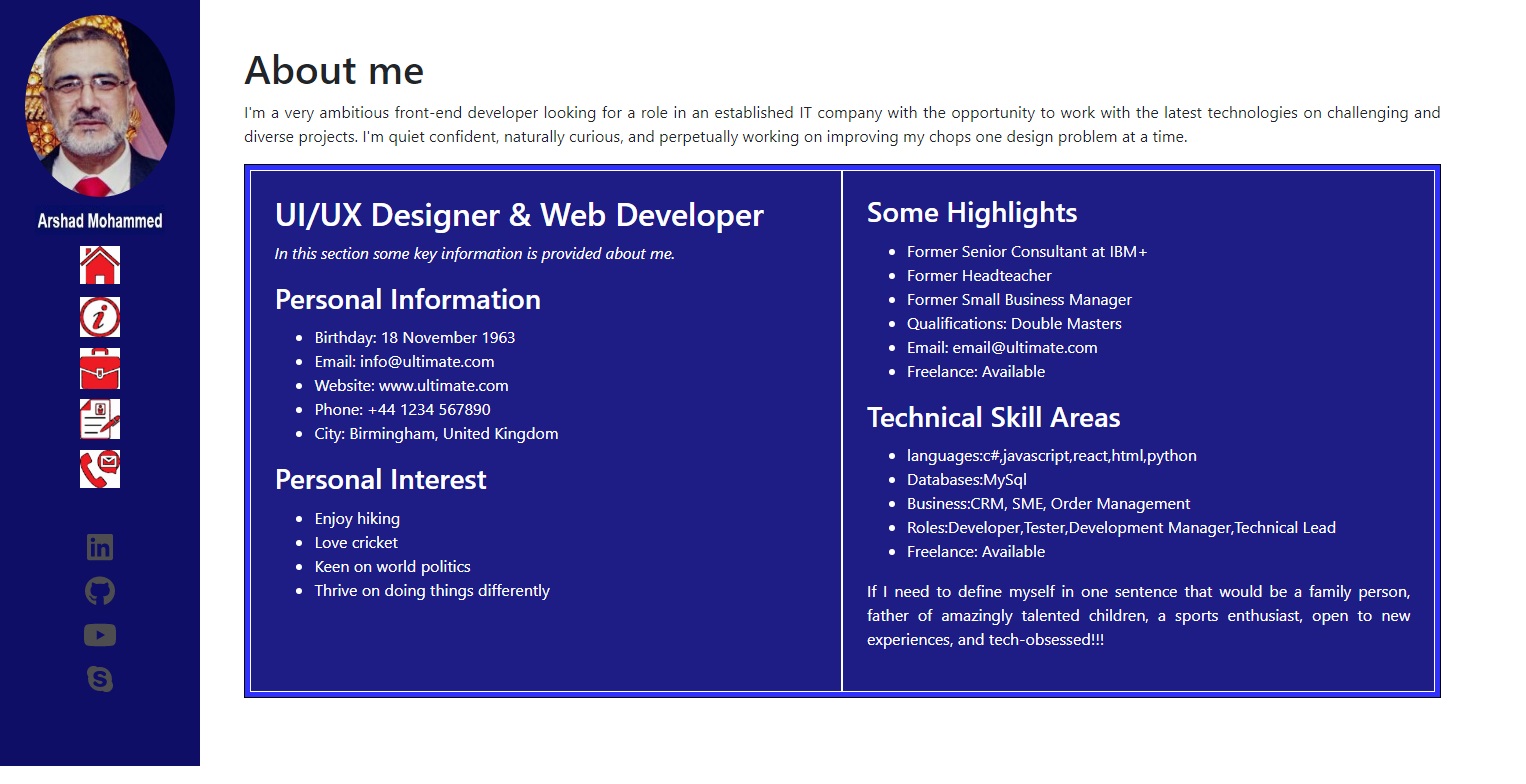 Arshad Mohammed
About me
I'm a very ambitious front-end developer looking for a role in an established IT company with the opportunity to work with the latest technologies on challenging and
diverse projects. I'm quiet confident, naturally curious, and perpetually working on improving my chops one design problem at a time.
UI/UX Designer & Web Developer
In this section some key information is provided about me.
Personal Information
Birthday: 18 November 1963
Email: info@ultimate.com
Website: www.ultimate.com
Phone: +44 1234 567890
City: Birmingham, United Kingdom
Personal Interest
Enjoy hiking
Love cricket
Keen on world politics
Thrive on doing things differently
Some Highlights
Former Senior Consultant at IBM+
Former Headteacher
Former Small Business Manager
Qualifications: Double Masters
Email: email@ultimate.com
Freelance: Available
Technical Skill Areas
languages:c#,javascript,react,html,python
Databases:MySql
Business:CRM, SME, Order Management
Roles:Developer,Tester,Development Manager,Technical Lead
Freelance: Available
If I need to define myself in one sentence that would be a family person,
father of amazingly talented children, a sports enthusiast, open to new
experiences, and tech-obsessed!!!